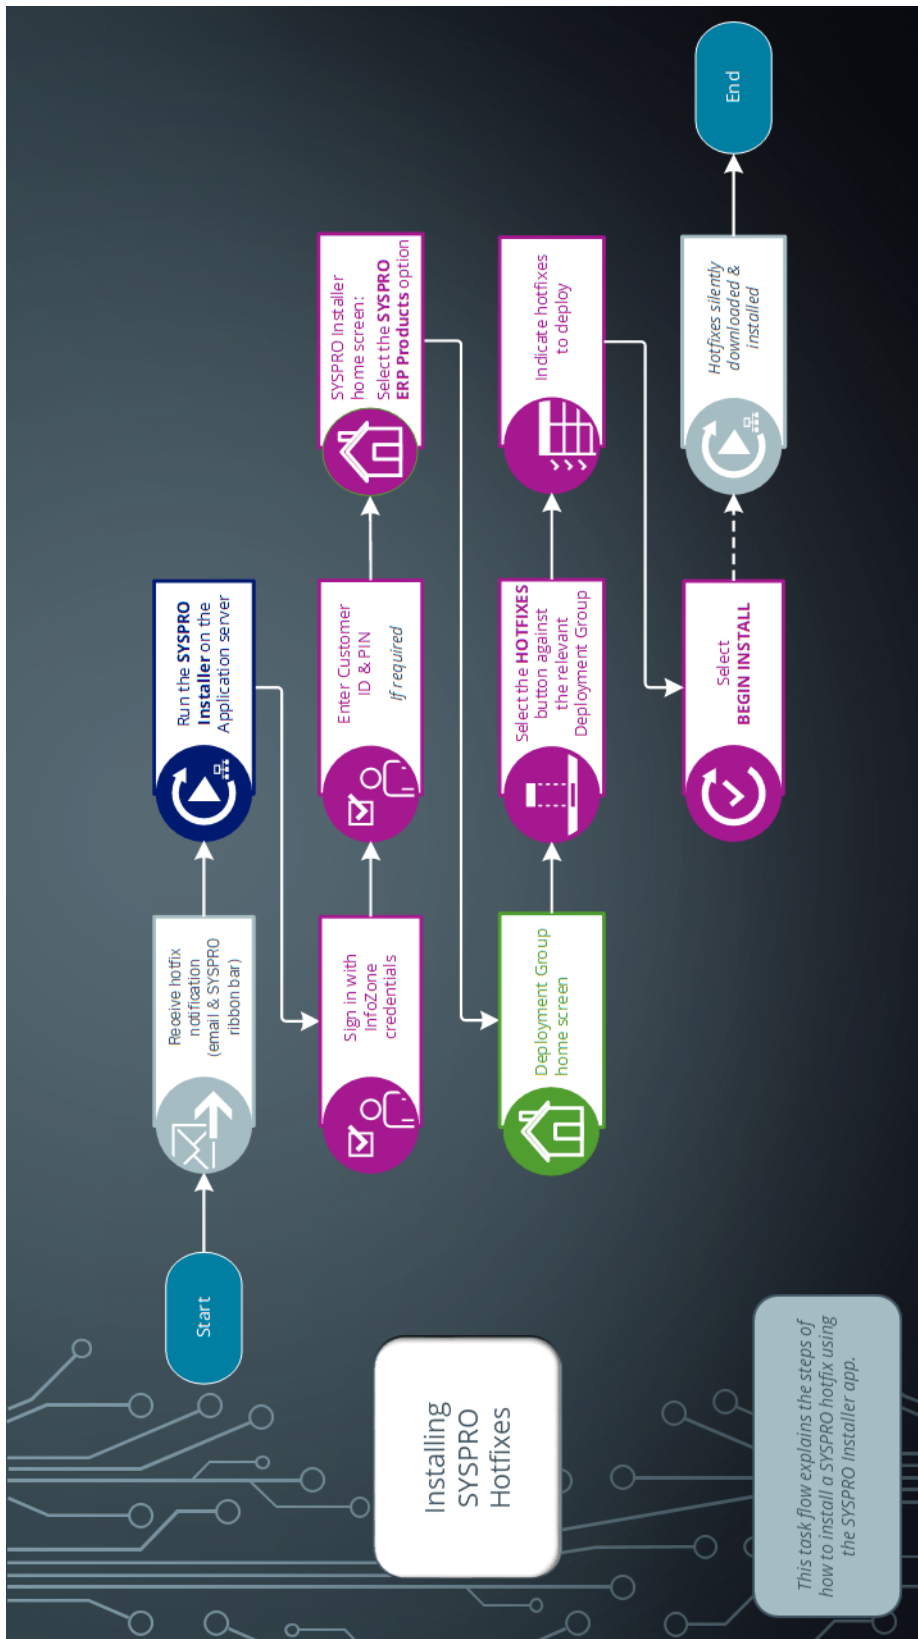 Installing
SYSPRO
Hotfixes
This task flow explains the steps of
how to install a SYSPRO hotfix using
the SYSPRO Installer app.
Start
Receive hotfix
notification
(email & SYSPRO
ribbon bar)
Run the SYSPRO
Installer on the
Application server
Sign in with
InfoZone
credentials
Enter Customer
ID & PIN
If required
SYSPRO Installer
home screen:
Select the SYSPRO
ERP Products option
Deployment Group
home screen
Select the HOTFIXES
button against
the relevant
Deployment Group
Indicate hotfixes
to deploy
Select
BEGIN INSTALL
Hotfixes silently
downloaded &
installed
End